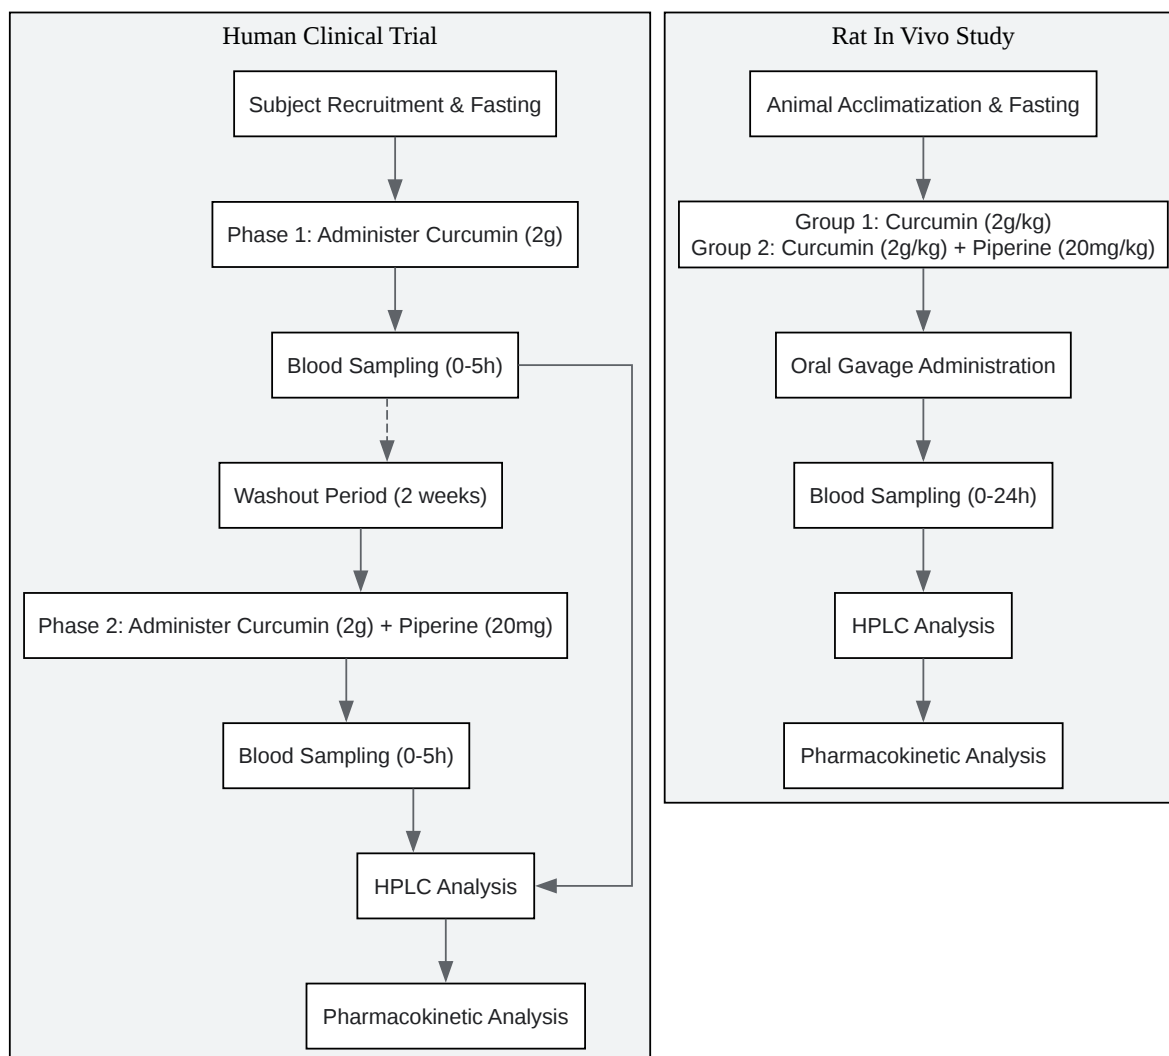 Human Clinical Trial
Subject Recruitment & Fasting
Phase 1: Administer Curcumin (2g)
Blood Sampling (0-5h)
Washout Period (2 weeks)
Phase 2: Administer Curcumin (2g) + Piperine (20mg)
Blood Sampling (0-5h)
HPLC Analysis
Pharmacokinetic Analysis
Rat In Vivo Study
Animal Acclimatization & Fasting
Group 1: Curcumin (2g/kg)
Group 2: Curcumin (2g/kg) + Piperine (20mg/kg)
Oral Gavage Administration
Blood Sampling (0-24h)
HPLC Analysis
Pharmacokinetic Analysis